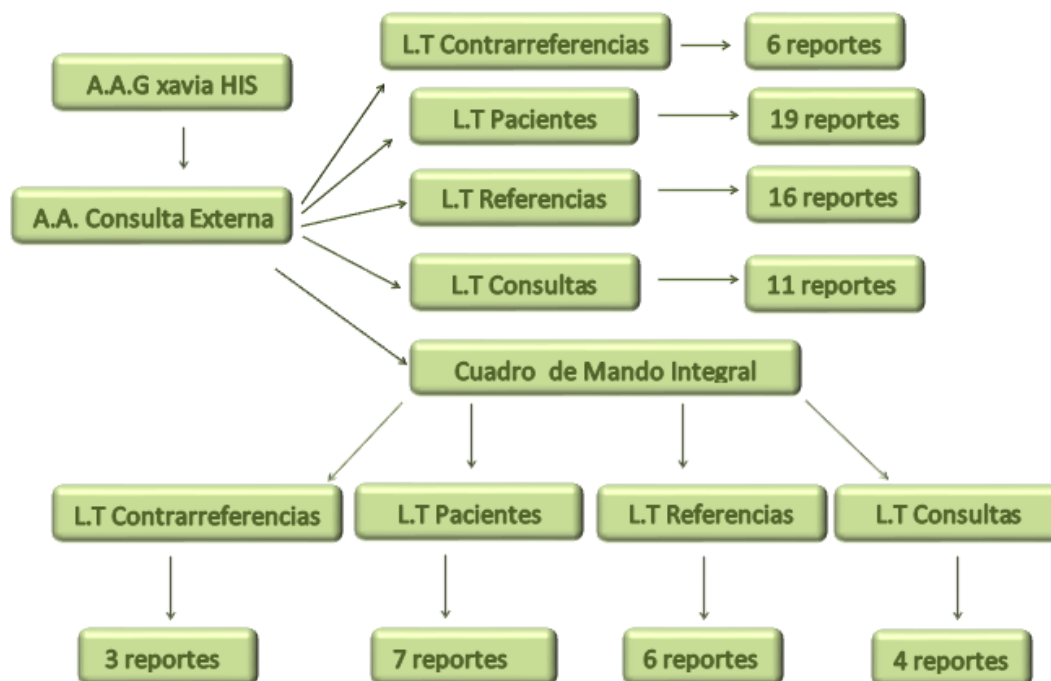 L.T Contrarreferencias
6 reportes
A.A.G xavia HIS
L.T Pacientes
19 reportes
A.A. Consulta Externa
L.T Referencias
16 reportes
L.T Consultas
11 reportes
Cuadro de Mando Integral
L.T Contrarreferencias
L.T Pacientes
L.T Referencias
L.T Consultas
3 reportes
7 reportes
6 reportes
4 reportes